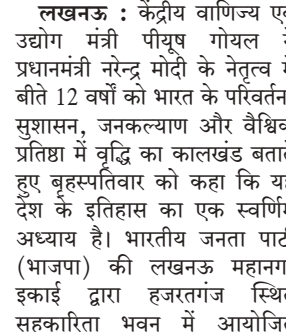 लखनऊ : केंद्रीय वाणिज्य एवं
उद्योग मंत्री पीयूष गोयल ने
प्रधानमंत्री नरेन्द्र मोदी के नेतृत्व में
बीते 12 वर्षों को भारत के परिवर्तन,
सुशासन, जनकल्याण और वैश्विक
प्रतिष्ठा में वृद्धि का कालखंड बताते
हुए बृहस्पतिवार को कहा कि यह
देश के इतिहास का एक स्वर्णिम
अध्याय है। भारतीय जनता पार्टी
(भाजपा) की लखनऊ महानगर
इकाई द्वारा हजरतगंज स्थित
सहकारिता भवन में आयोजित